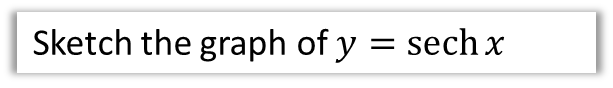 Sketch the graph of y = sech x